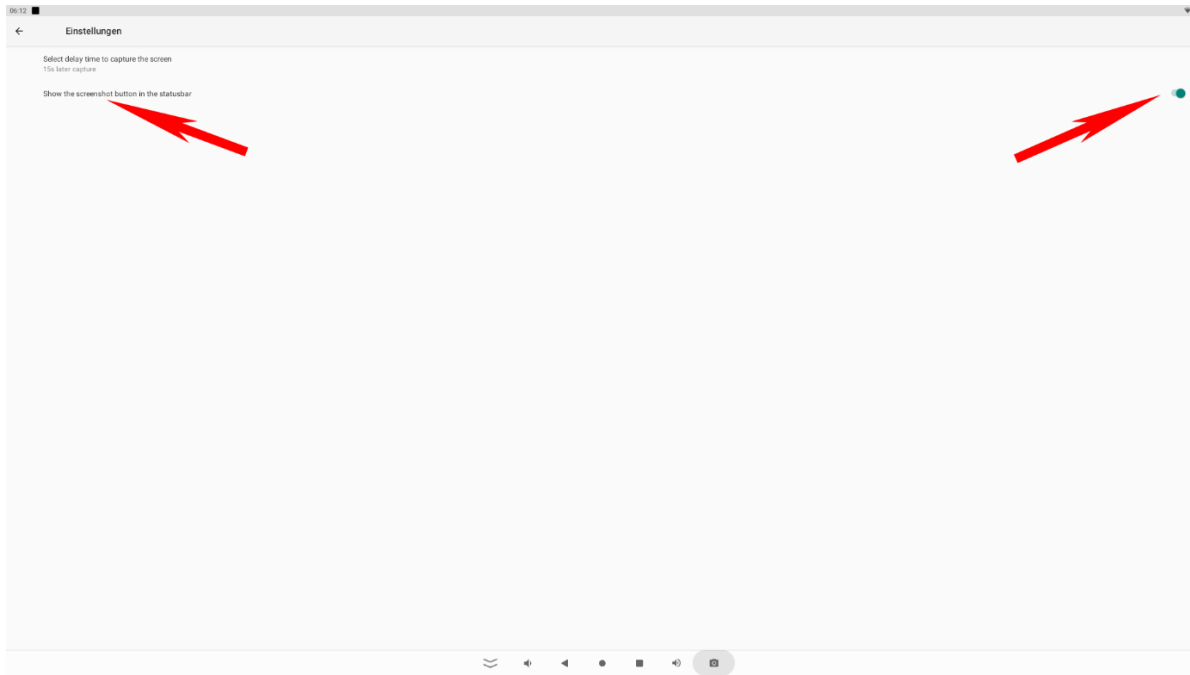 06:12
Einstellungen
Select delay time to capture the screen
15s later capture
Show the screenshot button in the statusbar